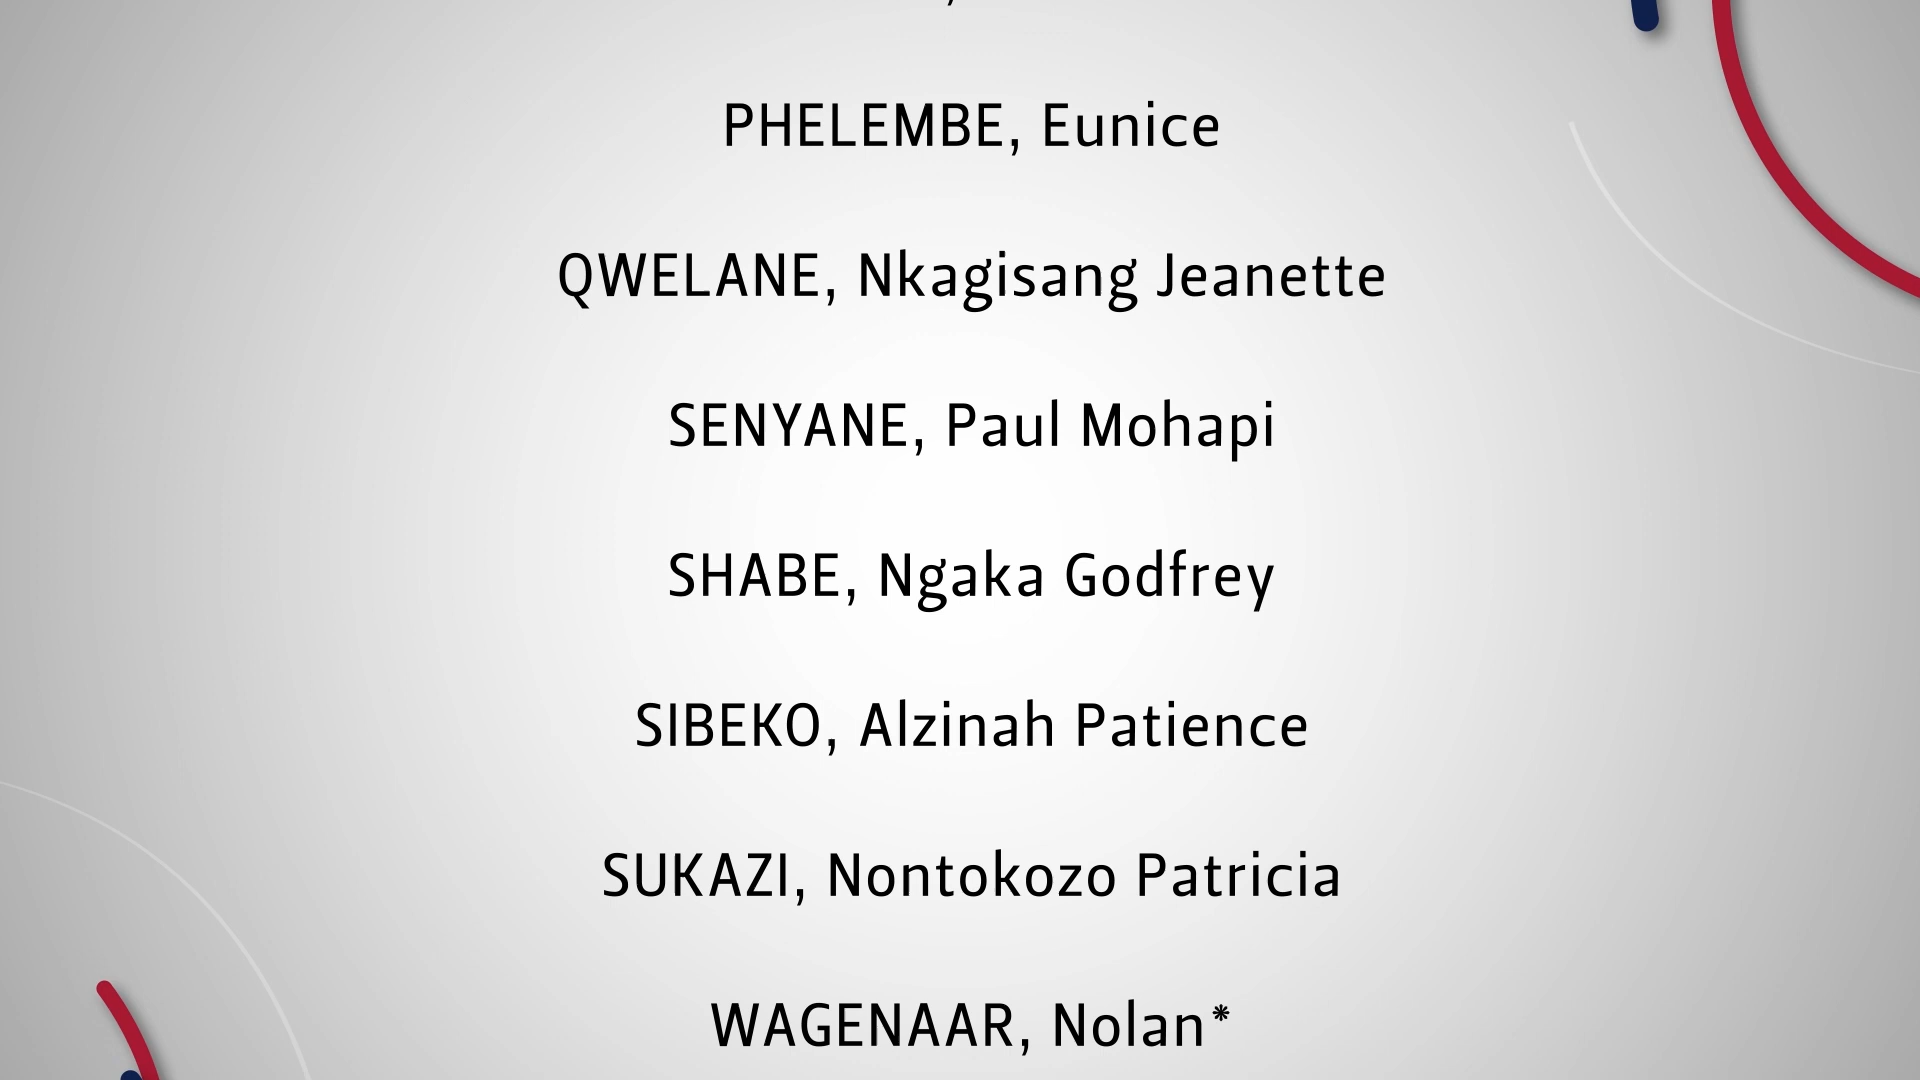 PHELEMBE, Eunice
QWELANE, Nkagisang Jeanette
SENYANE, Paul Mohapi
SHABE, Ngaka Godfrey
SIBEKO, Alzinah Patience
SUKAZI, Nontokozo Patricia
WAGENAAR, Nolan*